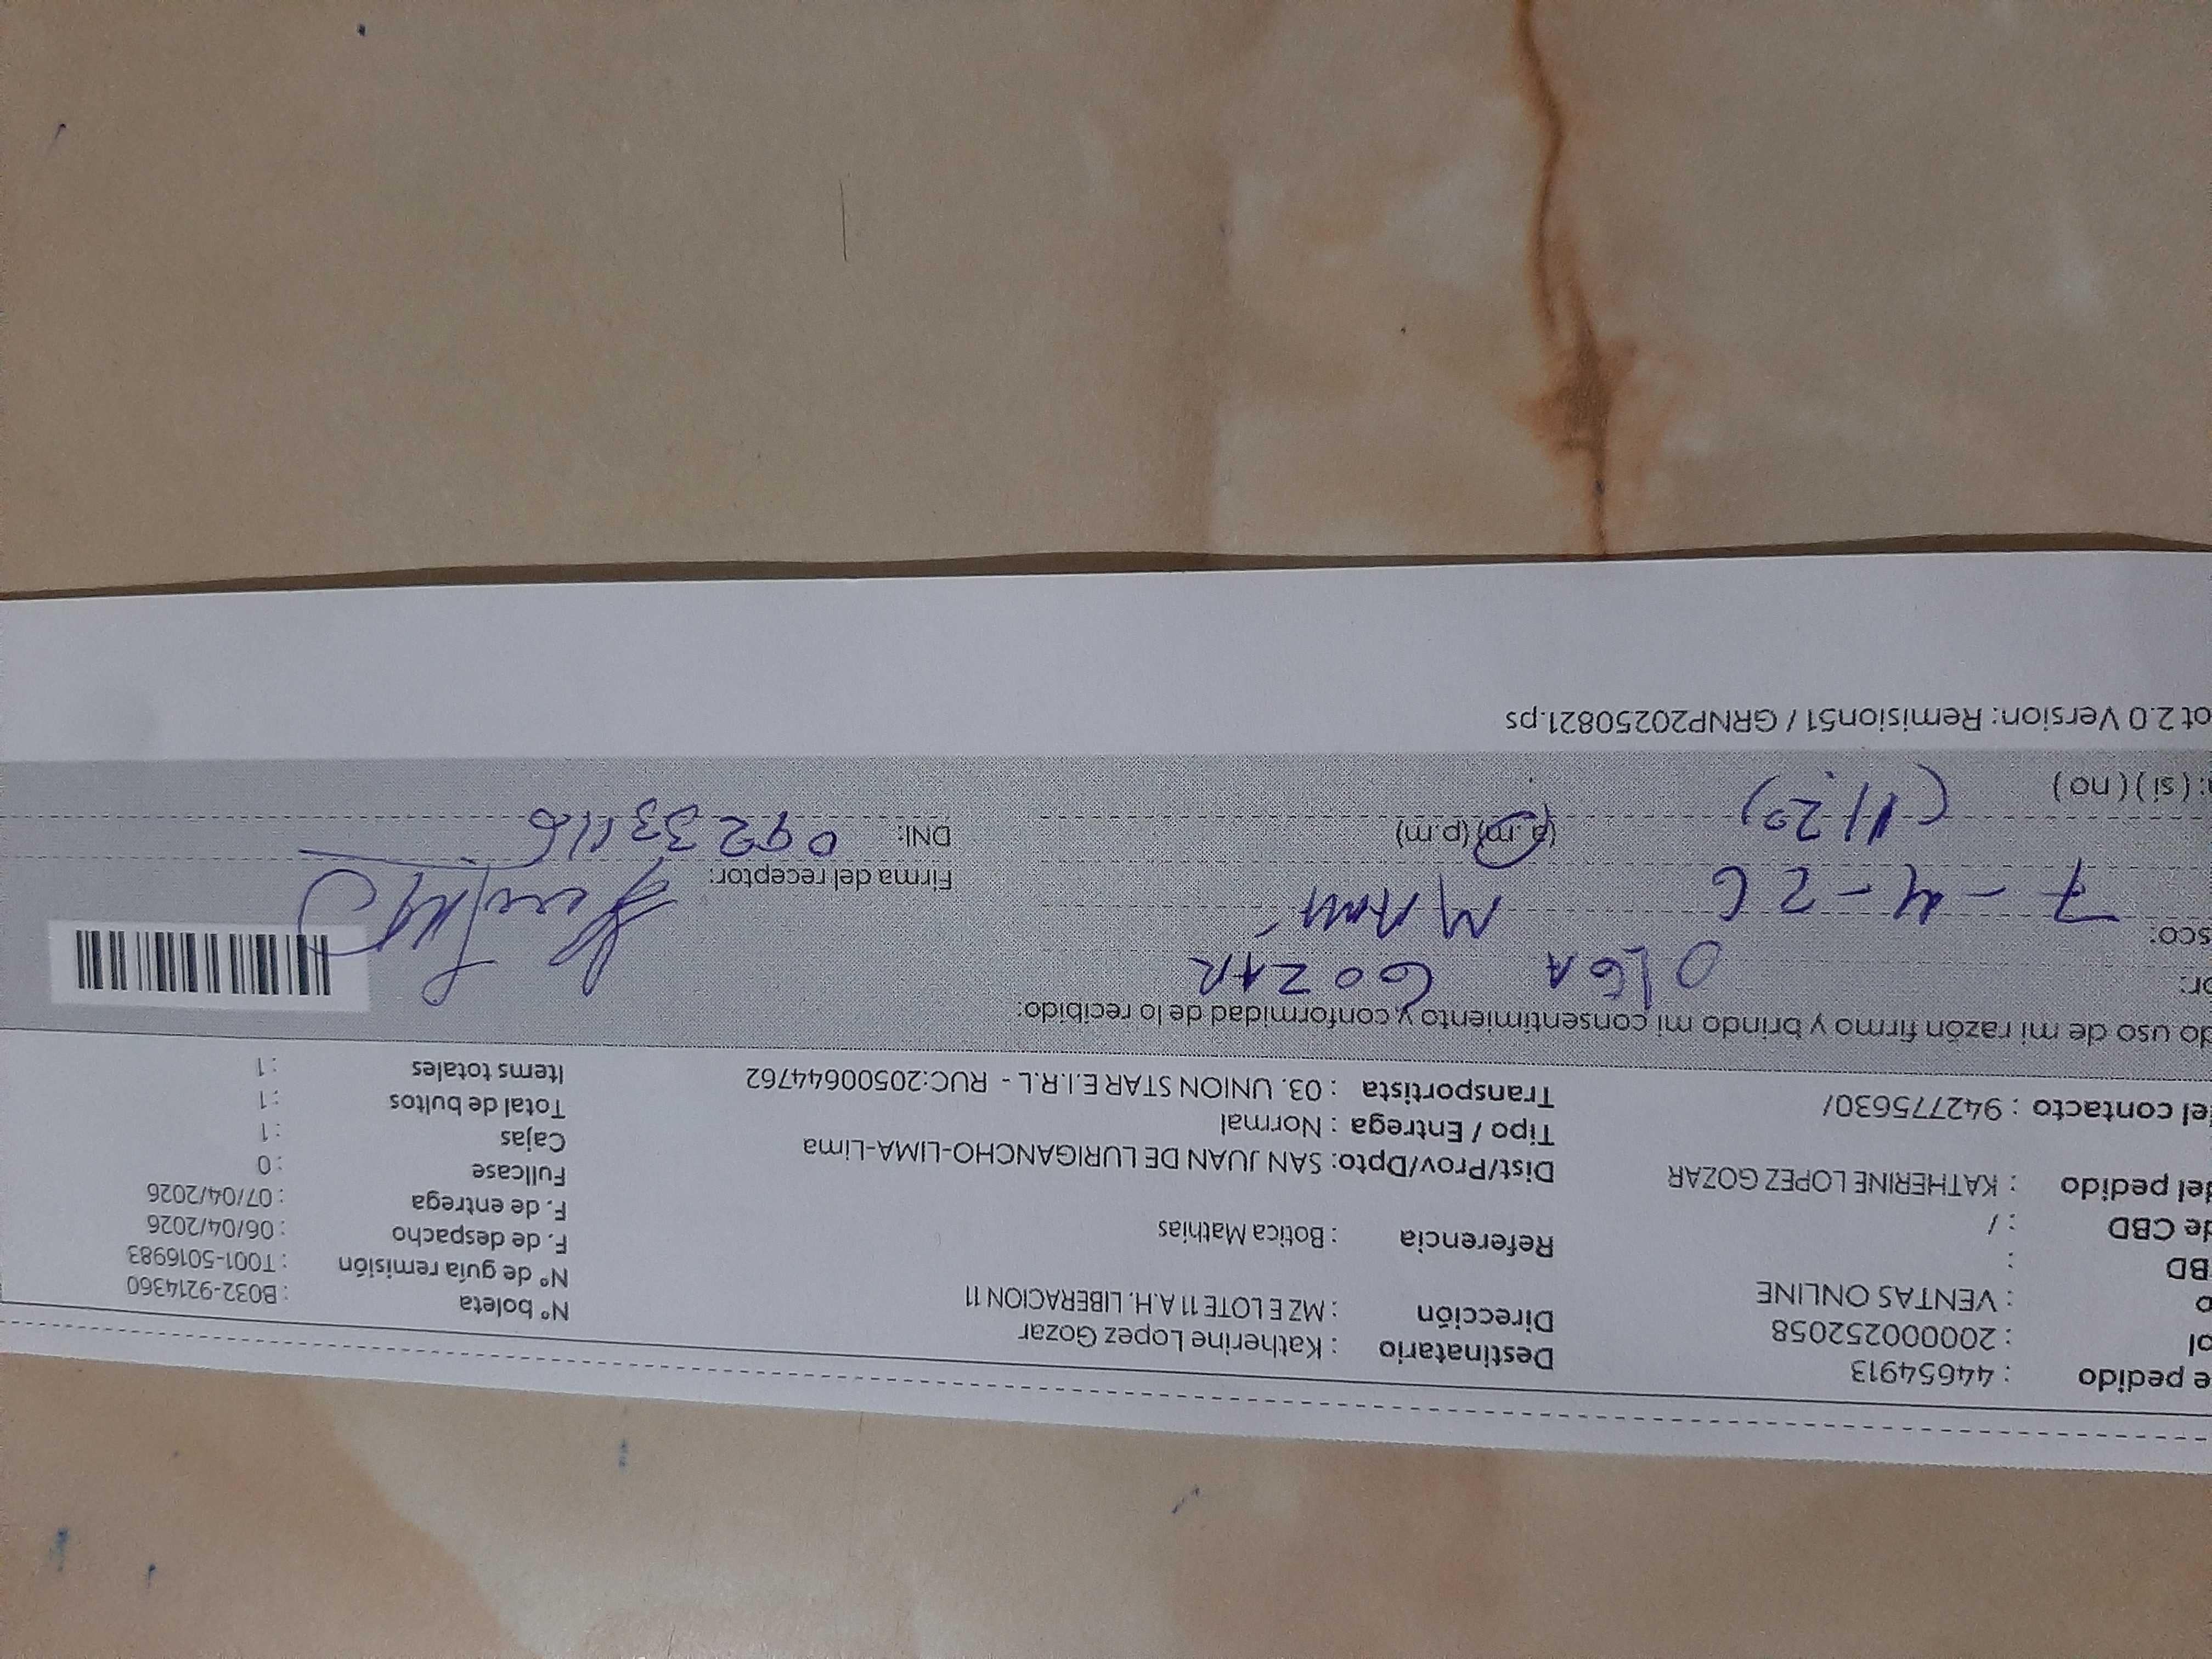 e pedido : 44654913 Destinatario : Katherine Lopez Gozar N° boleta : B032-9214360
ol : 20000252058 Dirección : MZ E LOTE 11 A.H. LIBERACION 11 N° de guía remisión : T001-5016983
: VENTAS ONLINE F. de despacho : 06/04/2026
BD : Referencia : Botica Mathias F. de entrega : 07/04/2026
de CBD : / Fullcase : 0
del pedido : KATHERINE LOPEZ GOZAR Dist/Prov/Dpto: SAN JUAN DE LURIGANCHO-LIMA-Lima Cajas : 1
Tipo / Entrega : Normal Total de bultos : 1
el contacto : 942775630/ Transportista : 03. UNION STAR E.I.R.L - RUC:20500644762 Items totales : 1
do uso de mi razón firmo y brindo mi consentimiento y conformidad de lo recibido:
or: OLGA GOZAR
sco: 7-4-26 MAMÁ Firma del receptor:
(11:20) (a.m) (p.m) DNI: 09233116
: ( si ) ( no )
ot 2.0 Version: Remision51 / GRNP20250821.ps